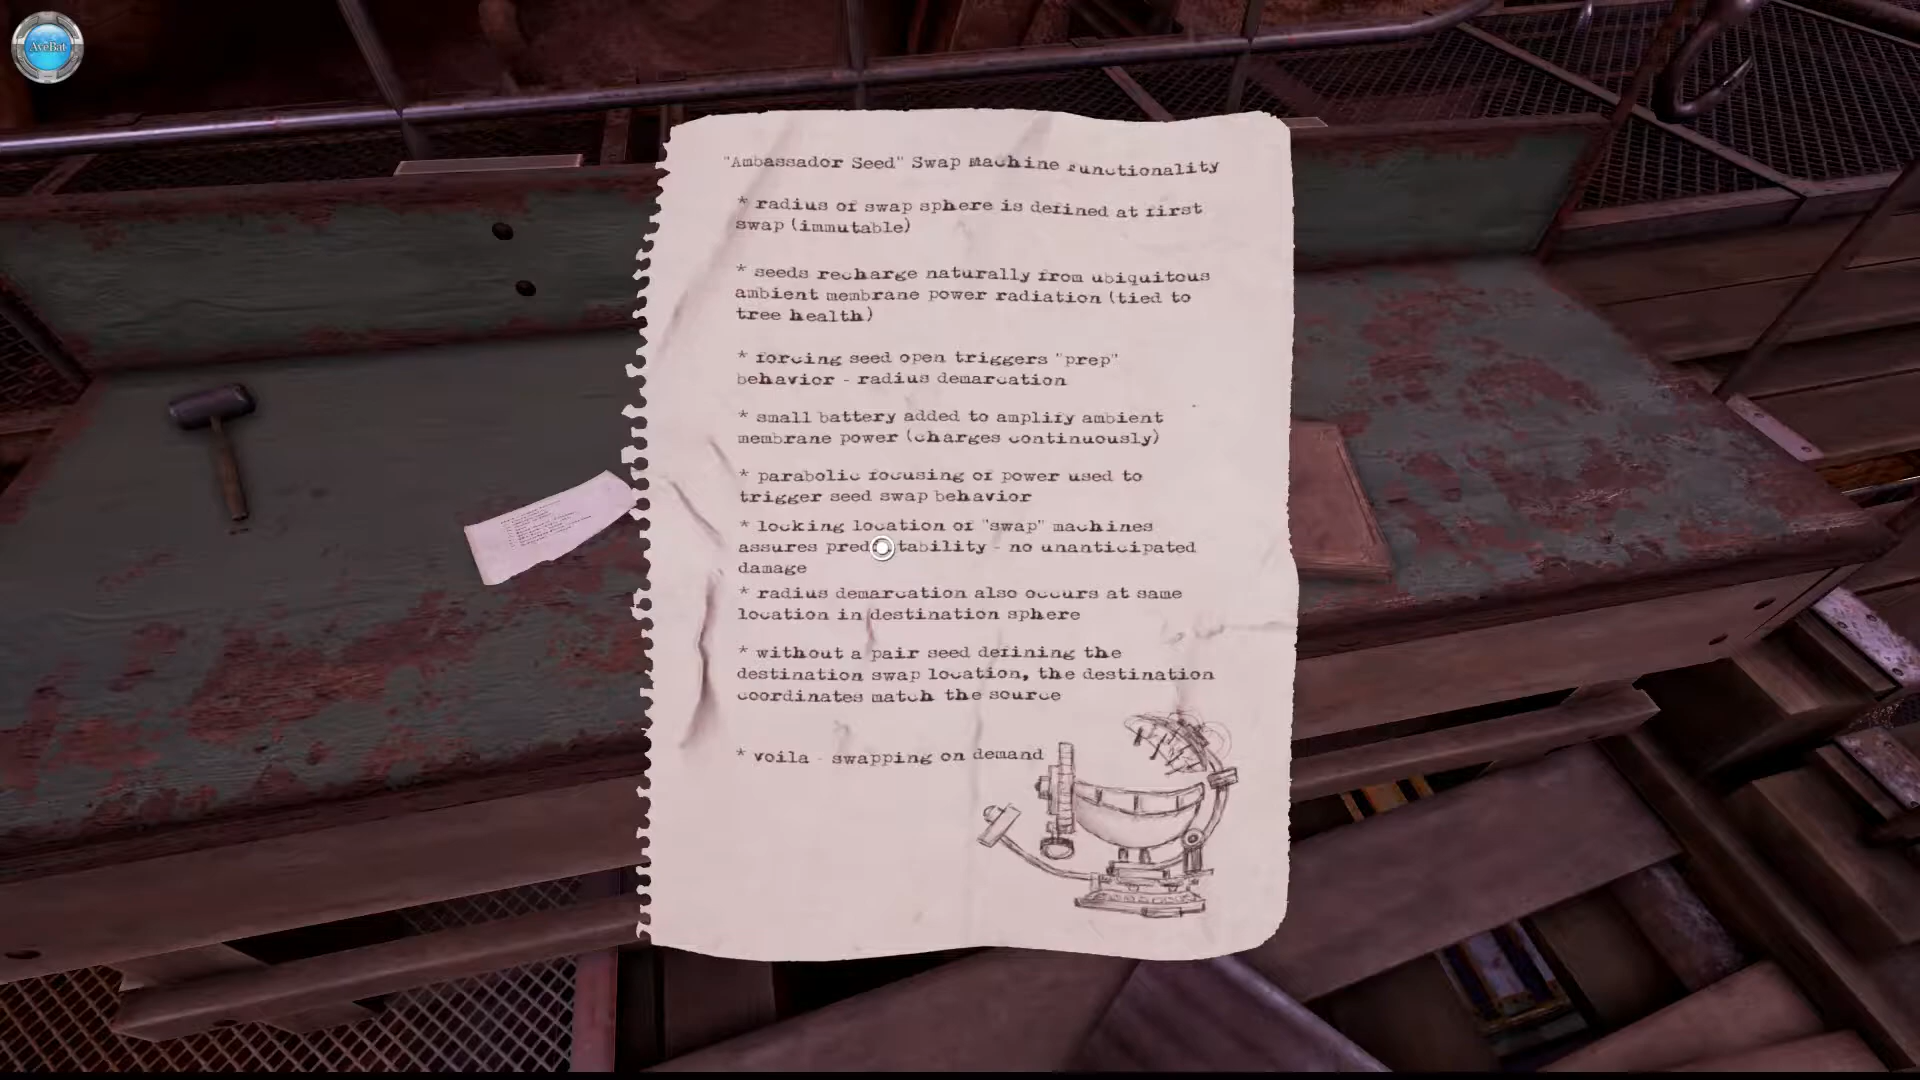 AveBat
"Ambassador Seed" Swap Machine Functionality
* radius of swap sphere is defined at first
swap (immutable)
* seeds recharge naturally from ubiquitous
ambient membrane power radiation (tied to
tree health)
* forcing seed open triggers "prep"
behavior - radius demarcation
* small battery added to amplify ambient
membrane power (charges continuously)
* parabolic focusing of power used to
trigger seed swap behavior
* locking location of "swap" machines
assures predictability - no unanticipated
damage
* radius demarcation also occurs at same
location in destination sphere
* without a pair seed defining the
destination swap location, the destination
coordinates match the source
* voila - swapping on demand